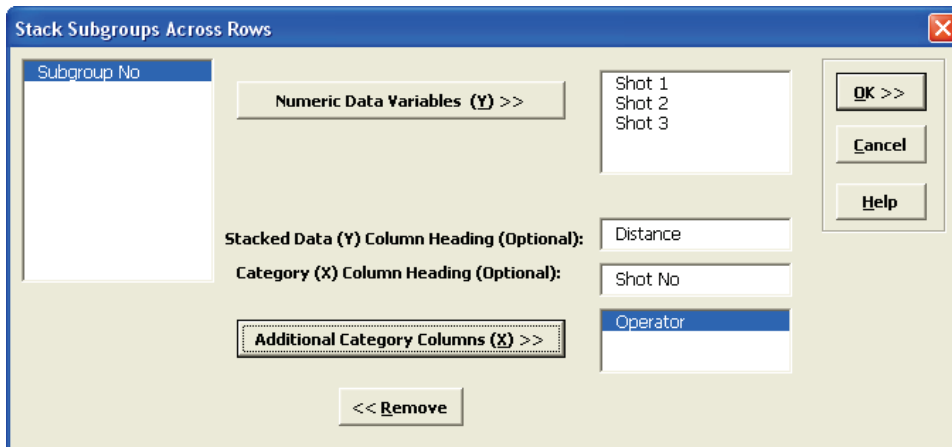 Stack Subgroups Across Rows
Subgroup No
Numeric Data Variables (Y) >>
Shot 1
Shot 2
Shot 3
OK >>
Cancel
Help
Stacked Data (Y) Column Heading (Optional):
Distance
Category (X) Column Heading (Optional):
Shot No
Additional Category Columns (X) >>
Operator
<< Remove